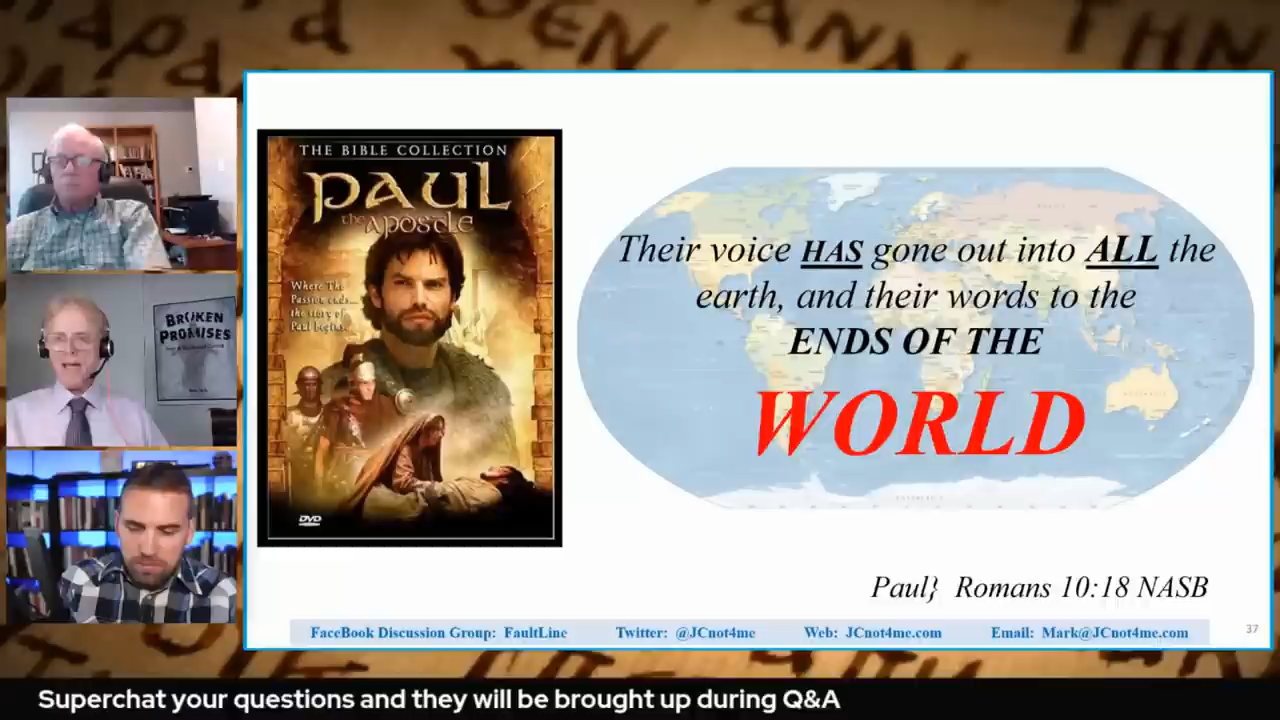 BROKEN
PROMISES
THE BIBLE COLLECTION
PAUL
the APOSTLE
Where The
Passion ends...
the story of
Paul begins.
DVD
Their voice HAS gone out into ALL the
earth, and their words to the
ENDS OF THE
WORLD
Paul} Romans 10:18 NASB
FaceBook Discussion Group: FaultLine Twitter: @JCnot4me Web: JCnot4me.com Email: Mark@JCnot4me.com
37
Superchat your questions and they will be brought up during Q&A